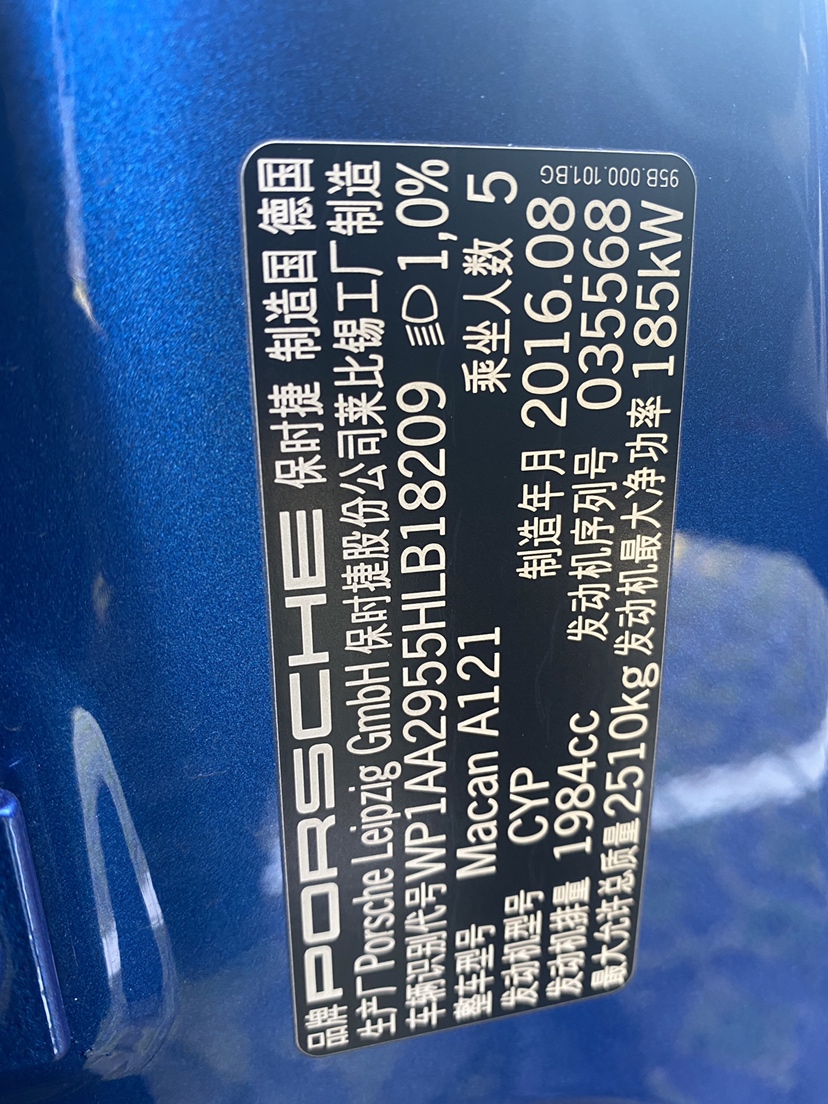 品牌 PORSCHE 保时捷 制造国 德国
生产厂 Porsche Leipzig GmbH 保时捷股份公司莱比锡工厂制造
车辆识别代号 WP1AA2955HLB18209 1,0%
整车型号 Macan A121 乘坐人数 5
发动机型号 CYP 制造年月 2016.08
发动机排量 1984cc 发动机序列号 035568
最大允许总质量 2510kg 发动机最大净功率 185kW
95B.000.101.BG